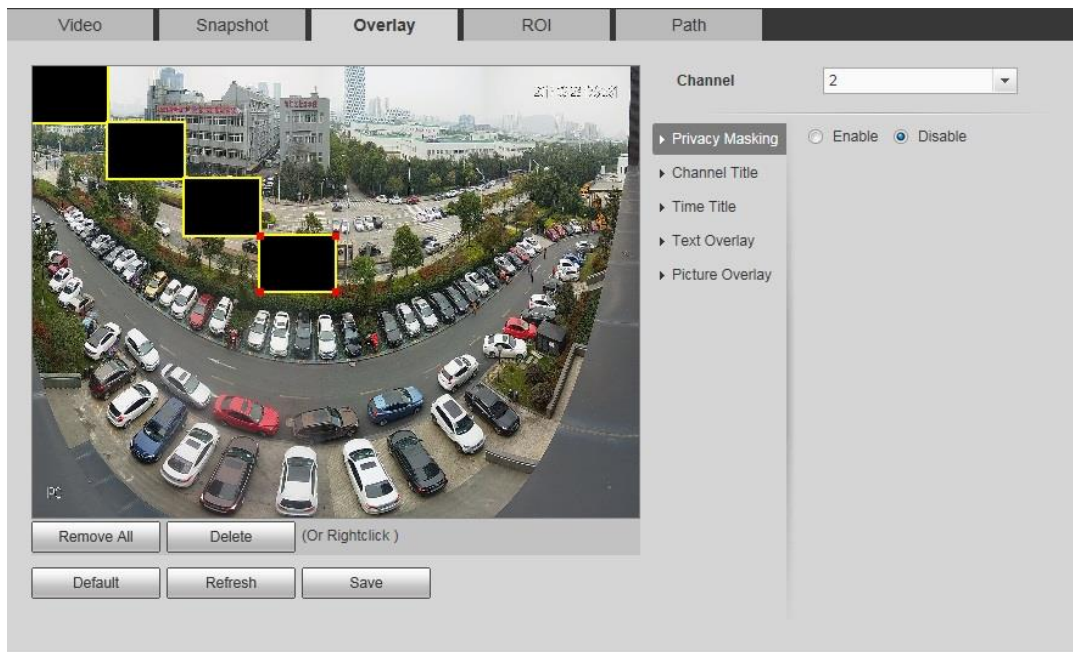 Video Snapshot Overlay ROI Path
Channel 2
Privacy Masking Enable Disable
Channel Title
Time Title
Text Overlay
Picture Overlay
Remove All Delete (Or Rightclick )
Default Refresh Save